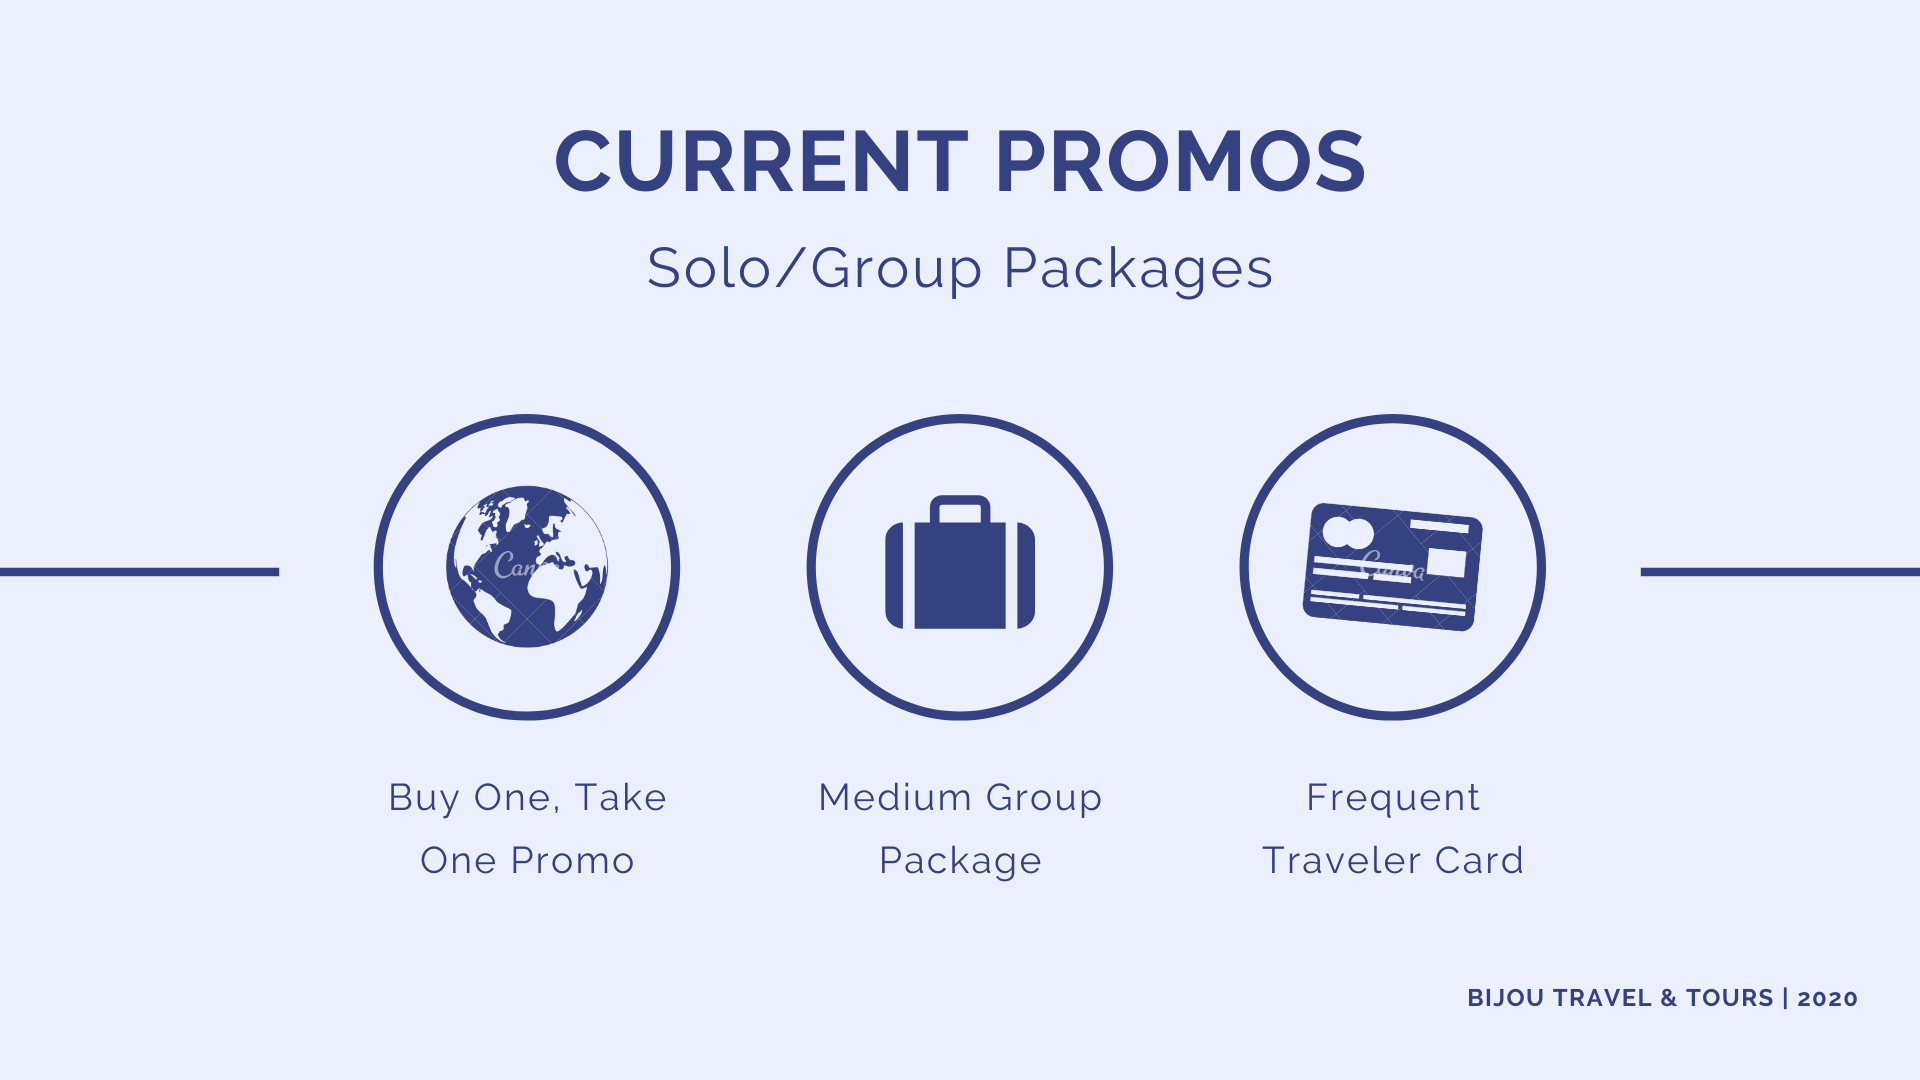 CURRENT PROMOS
Solo/Group Packages
Canva
Buy One, Take
One Promo
Medium Group
Package
Frequent
Traveler Card
BIJOU TRAVEL & TOURS | 2020